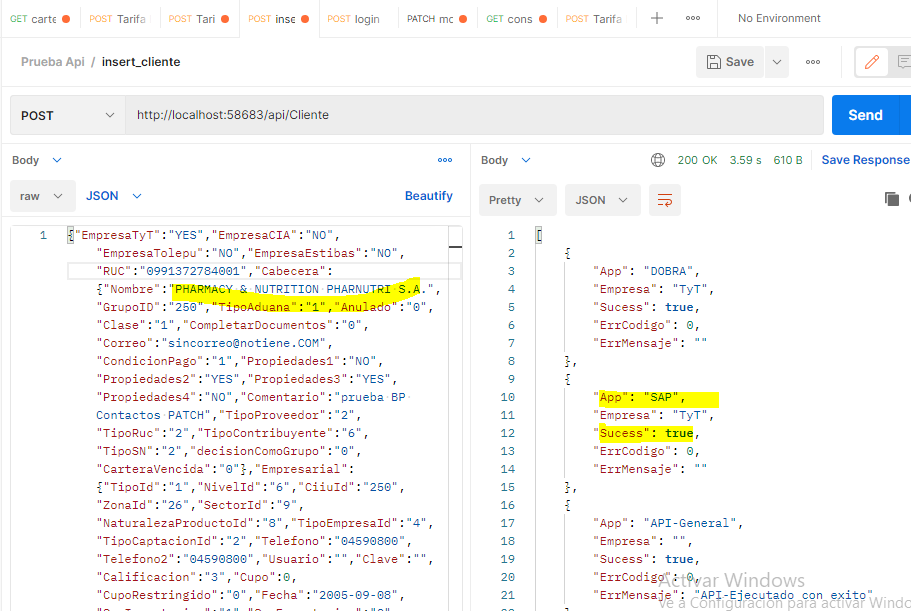 GET carte POST Tarifa POST Tari POST inse POST login PATCH mc GET cons POST Tarifa + ooo No Environment
Prueba Api / insert_cliente Save ooo
POST http://localhost:58683/api/Cliente Send
Body ooo
raw JSON Beautify
1 {"EmpresaTyT":"YES","EmpresaCIA":"NO",
"EmpresaTolepu":"NO","EmpresaEstibas":"NO",
"RUC":"0991372784001","Cabecera":
{"Nombre":"PHARMACY & NUTRITION PHARNUTRI S.A.",
"GrupoID":"250","TipoAduana":"1","Anulado":"0",
"Clase":"1","CompletarDocumentos":"0",
"Correo":"sincorreo@notiene.COM",
"CondicionPago":"1","Propiedades1":"NO",
"Propiedades2":"YES","Propiedades3":"YES",
"Propiedades4":"NO","Comentario":"prueba BP
Contactos PATCH","TipoProveedor":"2",
"TipoRuc":"2","TipoContribuyente":"6",
"TipoSN":"2","decisionComoGrupo":"0",
"CarteraVencida":"0"},"Empresarial":
{"TipoId":"1","NivelId":"6","CiiuId":"250",
"ZonaId":"26","SectorId":"9",
"NaturalezaProductoId":"8","TipoEmpresaId":"4",
"TipoCaptacionId":"2","Telefono":"04590800",
"Telefono2":"04590800","Usuario":"","Clave":"",
"Calificacion":"3","Cupo":0,
"CupoRestringido":"0","Fecha":"2005-09-08",
Body 200 OK 3.59 s 610 B Save Response
Pretty JSON
1 [
2 {
3 "App": "DOBRA",
4 "Empresa": "TyT",
5 "Sucess": true,
6 "ErrCodigo": 0,
7 "ErrMensaje": ""
8 },
9 {
10 "App": "SAP",
11 "Empresa": "TyT",
12 "Sucess": true,
13 "ErrCodigo": 0,
14 "ErrMensaje": ""
15 },
16 {
17 "App": "API-General",
18 "Empresa": "",
19 "Sucess": true,
20 "ErrCodigo": 0,
21 "ErrMensaje": "API-Ejecutado con exito"
Activar Windows
Ve a Configuración para activar Windo